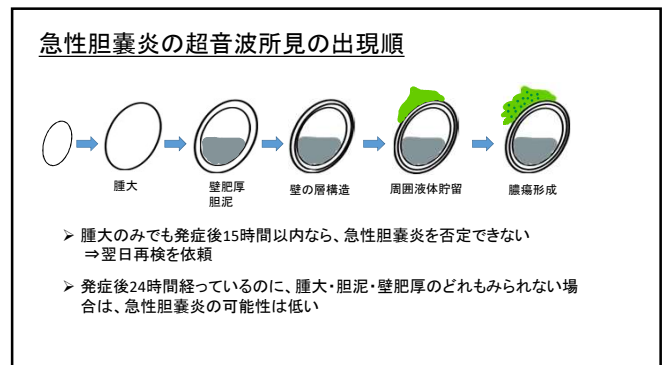 急性胆嚢炎の超音波所見の出現順
腫大
壁肥厚
胆泥
壁の層構造
周囲液体貯留
膿瘍形成
➢ 腫大のみでも発症後15時間以内なら、急性胆嚢炎を否定できない
⇒翌日再検を依頼
➢ 発症後24時間経っているのに、腫大・胆泥・壁肥厚のどれもみられない場
合は、急性胆嚢炎の可能性は低い